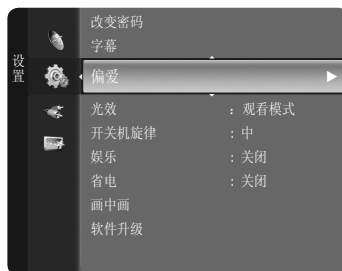 设置
改变密码
字幕
偏爱
光效 : 观看模式
开关机旋律 : 中
娱乐 : 关闭
省电 : 关闭
画中画
软件升级